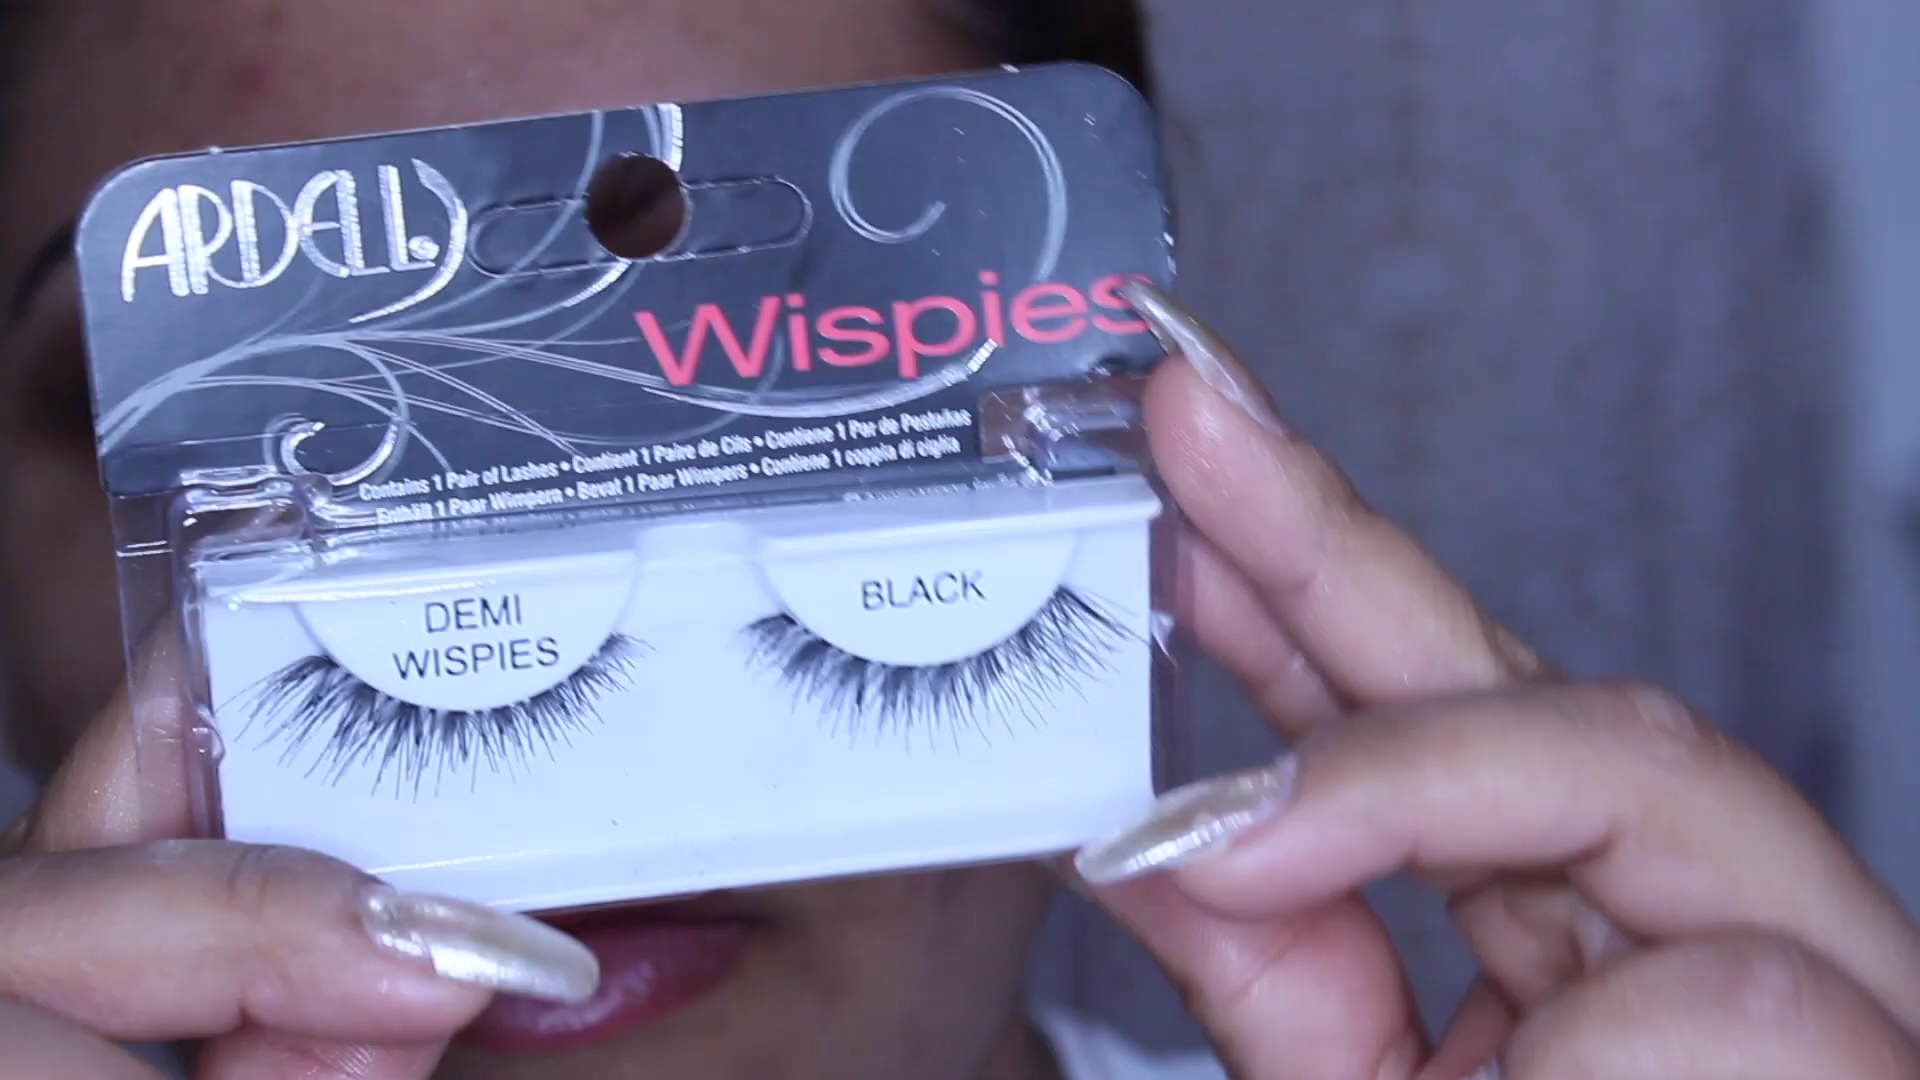 ARDELL
Wispies
Contains 1 Pair of Lashes • Contient 1 Paire de Cils • Contiene 1 Par de Pestañas
Enthält 1 Paar Wimpern • Bevat 1 Paar Wimpers • Contiene 1 coppia di ciglia
DEMI
WISPIES
BLACK